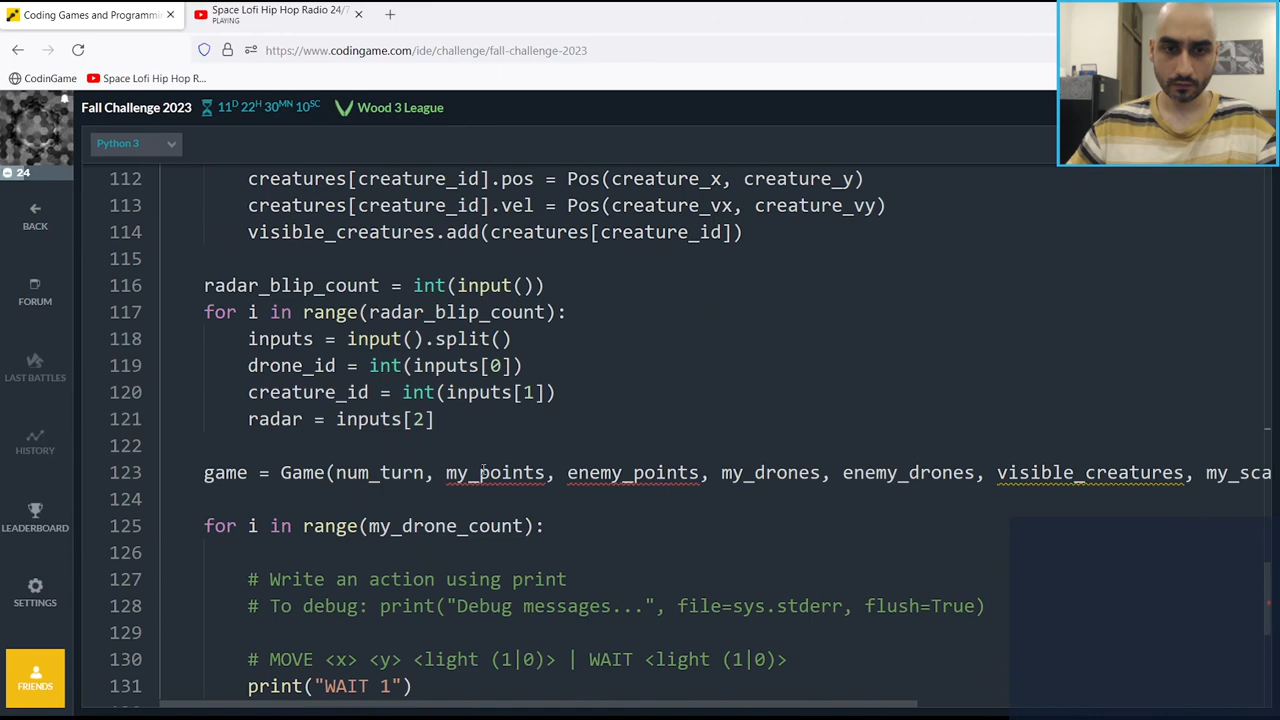 Coding Games and Programmi
Space Lofi Hip Hop Radio 24/7
PLAYING
https://www.codingame.com/ide/challenge/fall-challenge-2023
CodinGame
Space Lofi Hip Hop R...
Fall Challenge 2023
11D 22H 30MN 10SC
Wood 3 League
Python 3
24
BACK
FORUM
LAST BATTLES
HISTORY
LEADERBOARD
SETTINGS
FRIENDS
112 creatures[creature_id].pos = Pos(creature_x, creature_y)
113 creatures[creature_id].vel = Pos(creature_vx, creature_vy)
114 visible_creatures.add(creatures[creature_id])
115
116 radar_blip_count = int(input())
117 for i in range(radar_blip_count):
118 inputs = input().split()
119 drone_id = int(inputs[0])
120 creature_id = int(inputs[1])
121 radar = inputs[2]
122
123 game = Game(num_turn, my_points, enemy_points, my_drones, enemy_drones, visible_creatures, my_sca
124
125 for i in range(my_drone_count):
126
127 # Write an action using print
128 # To debug: print("Debug messages...", file=sys.stderr, flush=True)
129
130 # MOVE <x> <y> <light (1|0)> | WAIT <light (1|0)>
131 print("WAIT 1")